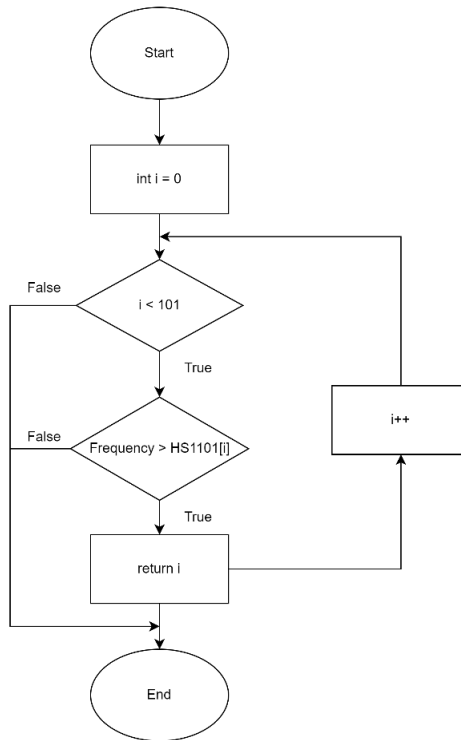 Start
int i = 0
False
i < 101
True
i++
False
Frequency > HS1101[i]
True
return i
End